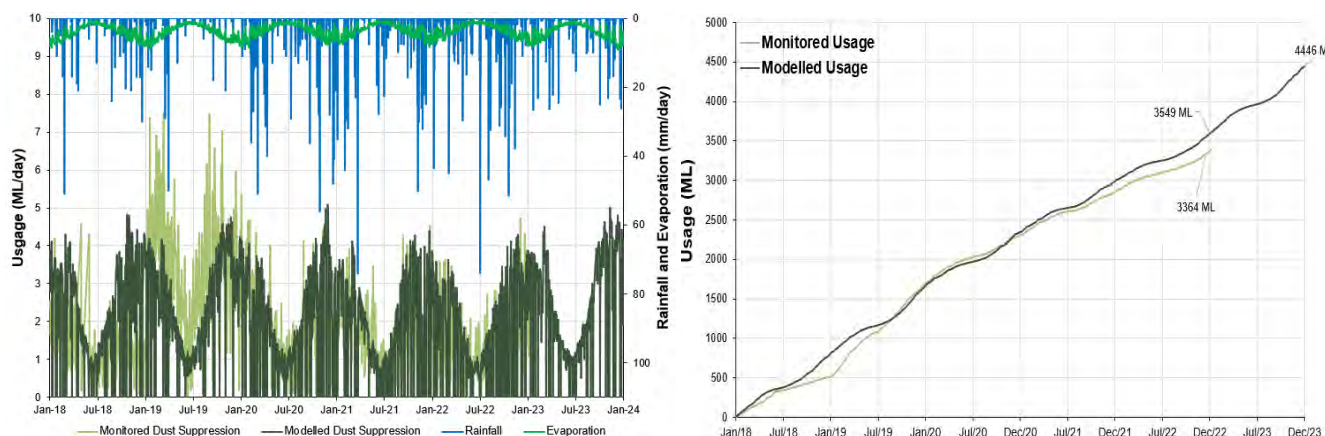 10
9
8
7
6
5
4
3
2
1
0
Usgage (ML/day)
0
20
40
60
80
100
Rainfall and Evaporation (mm/day)
Jan-18 Jul-18 Jan-19 Jul-19 Jan-20 Jul-20 Jan-21 Jul-21 Jan-22 Jul-22 Jan-23 Jul-23 Jan-24
Monitored Dust Suppression Modelled Dust Suppression Rainfall Evaporation
5000
4500
4000
3500
3000
2500
2000
1500
1000
500
0
Usage (ML)
Monitored Usage
Modelled Usage
4446 M
3549 ML
3364 ML
Jan/18 Jul/18 Jan/19 Jul/19 Jan/20 Jul/20 Dec/20 Jul/21 Dec/21 Jul/22 Dec/22 Jul/23 Dec/23